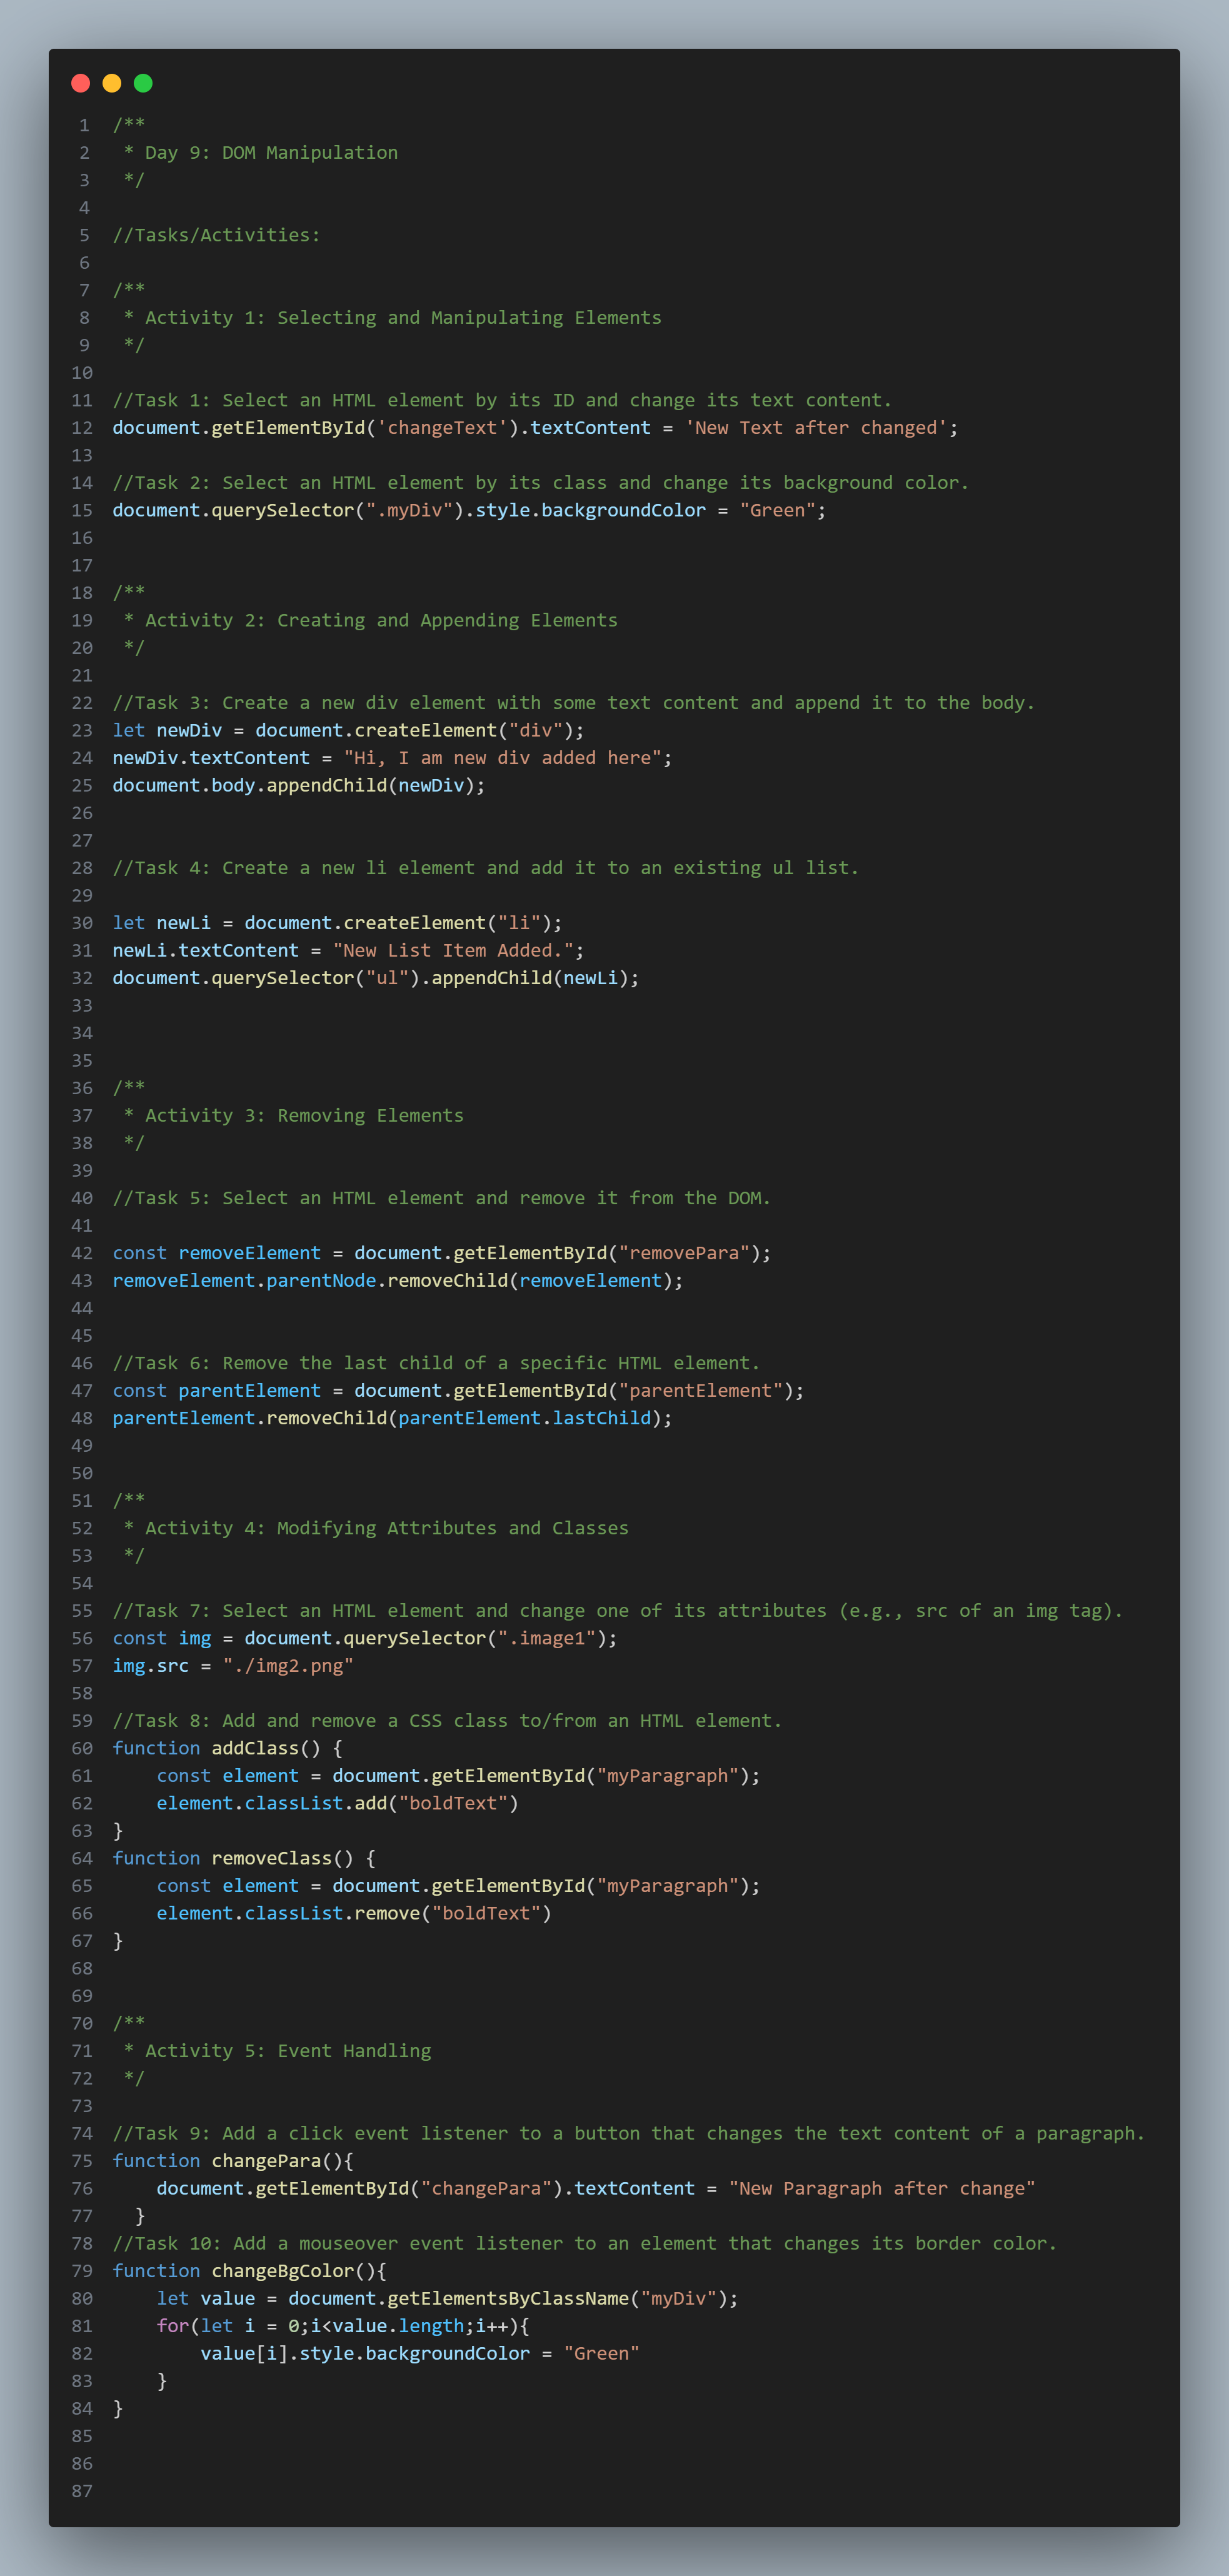 1 /**
2  * Day 9: DOM Manipulation
3  */
4
5 //Tasks/Activities:
6
7 /**
8  * Activity 1: Selecting and Manipulating Elements
9  */
10
11 //Task 1: Select an HTML element by its ID and change its text content.
12 document.getElementById('changeText').textContent = 'New Text after changed';
13
14 //Task 2: Select an HTML element by its class and change its background color.
15 document.querySelector(".myDiv").style.backgroundColor = "Green";
16
17
18 /**
19  * Activity 2: Creating and Appending Elements
20  */
21
22 //Task 3: Create a new div element with some text content and append it to the body.
23 let newDiv = document.createElement("div");
24 newDiv.textContent = "Hi, I am new div added here";
25 document.body.appendChild(newDiv);
26
27
28 //Task 4: Create a new li element and add it to an existing ul list.
29
30 let newLi = document.createElement("li");
31 newLi.textContent = "New List Item Added.";
32 document.querySelector("ul").appendChild(newLi);
33
34
35
36 /**
37  * Activity 3: Removing Elements
38  */
39
40 //Task 5: Select an HTML element and remove it from the DOM.
41
42 const removeElement = document.getElementById("removePara");
43 removeElement.parentNode.removeChild(removeElement);
44
45
46 //Task 6: Remove the last child of a specific HTML element.
47 const parentElement = document.getElementById("parentElement");
48 parentElement.removeChild(parentElement.lastChild);
49
50
51 /**
52  * Activity 4: Modifying Attributes and Classes
53  */
54
55 //Task 7: Select an HTML element and change one of its attributes (e.g., src of an img tag).
56 const img = document.querySelector(".image1");
57 img.src = "./img2.png"
58
59 //Task 8: Add and remove a CSS class to/from an HTML element.
60 function addClass() {
61     const element = document.getElementById("myParagraph");
62     element.classList.add("boldText")
63 }
64 function removeClass() {
65     const element = document.getElementById("myParagraph");
66     element.classList.remove("boldText")
67 }
68
69
70 /**
71  * Activity 5: Event Handling
72  */
73
74 //Task 9: Add a click event listener to a button that changes the text content of a paragraph.
75 function changePara(){
76     document.getElementById("changePara").textContent = "New Paragraph after change"
77   }
78 //Task 10: Add a mouseover event listener to an element that changes its border color.
79 function changeBgColor(){
80     let value = document.getElementsByClassName("myDiv");
81     for(let i = 0;i<value.length;i++){
82         value[i].style.backgroundColor = "Green"
83     }
84 }
85
86
87